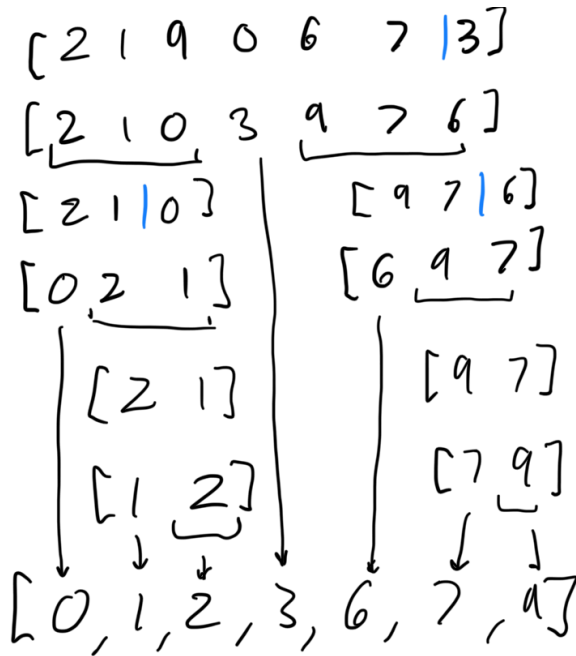 [2 1 9 0 6 7 |3]
[2 1 0 3 9 7 6]
[2 1 | 0] [9 7 | 6]
[0 2 1] [6 9 7]
[2 1] [9 7]
[1 2] [7 9]
[0, 1, 2, 3, 6, 7, 9]